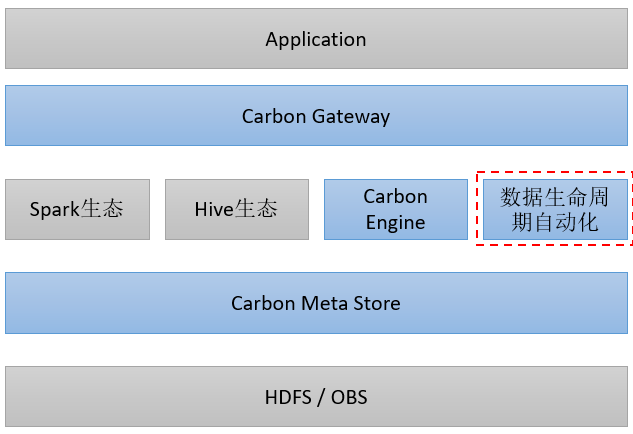 Application
Carbon Gateway
Spark生态
Hive生态
Carbon
Engine
数据生命周
期自动化
Carbon Meta Store
HDFS / OBS